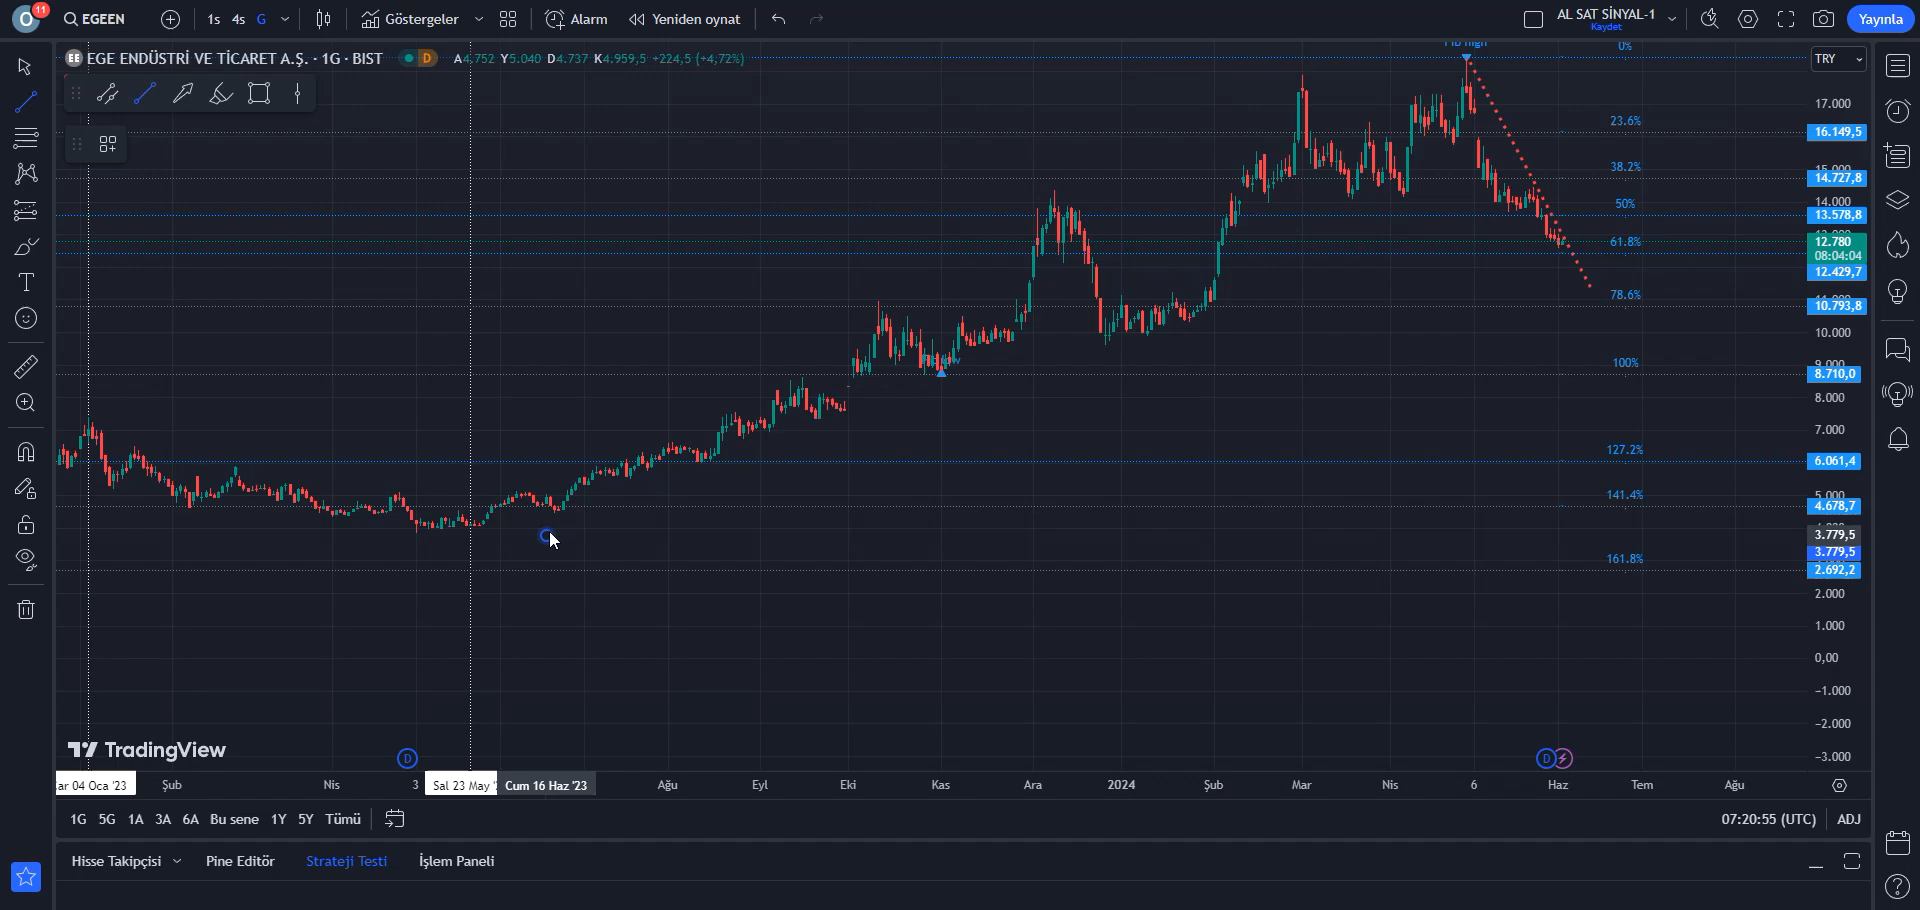 O 11
EGEEN
1s 4s G
Göstergeler
Alarm
Yeniden oynat
AL SAT SİNYAL-1
Kaydet
Yayınla
EE EGE ENDÜSTRİ VE TİCARET A.Ş. · 1G · BIST D A4.752 Y5.040 D4.737 K4.959,5 +224,5 (+4,72%)
TRY
0%
17.000
23.6%
16.149,5
38.2%
14.727,8
14.000
50%
13.578,8
61.8%
12.780
08:04:04
12.429,7
78.6%
10.793,8
10.000
100%
8.710,0
8.000
7.000
127.2%
6.061,4
141.4%
5.000
4.678,7
3.779,5
3.779,5
161.8%
2.692,2
2.000
1.000
0,00
−1.000
−2.000
−3.000
TradingView
D
D
04 Oca '23
Şub
Nis
3
Sal 23 May
Cum 16 Haz '23
Ağu
Eyl
Eki
Kas
Ara
2024
Şub
Mar
Nis
6
Haz
Tem
Ağu
1G 5G 1A 3A 6A Bu sene 1Y 5Y Tümü
07:20:55 (UTC) ADJ
Hisse Takipçisi
Pine Editör
Strateji Testi
İşlem Paneli